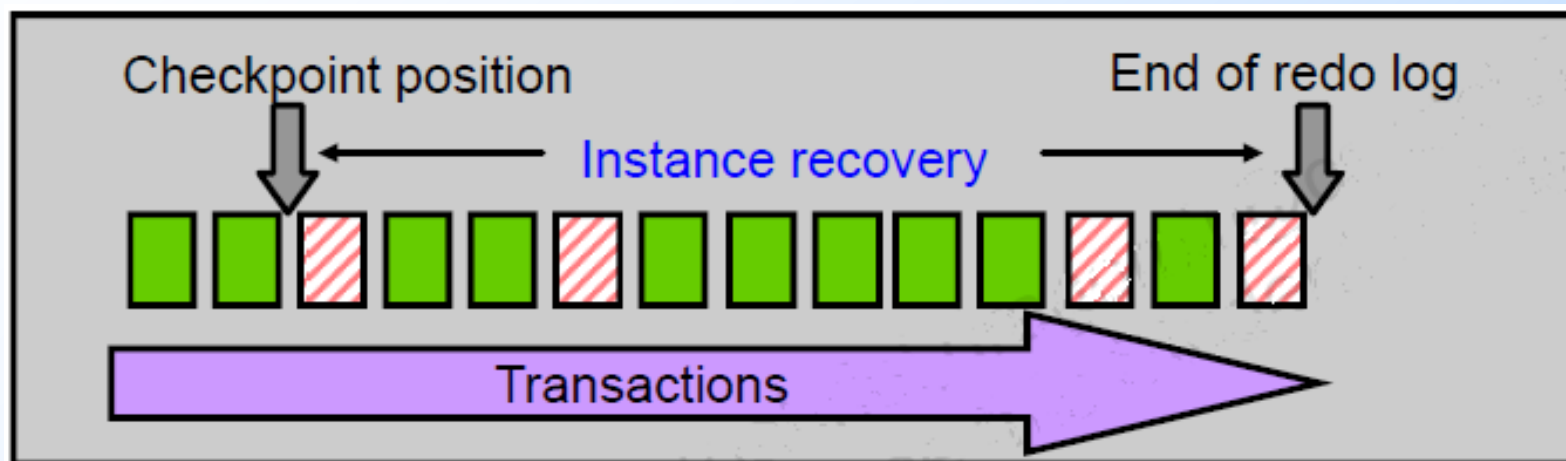 Checkpoint position
End of redo log
Instance recovery
Transactions